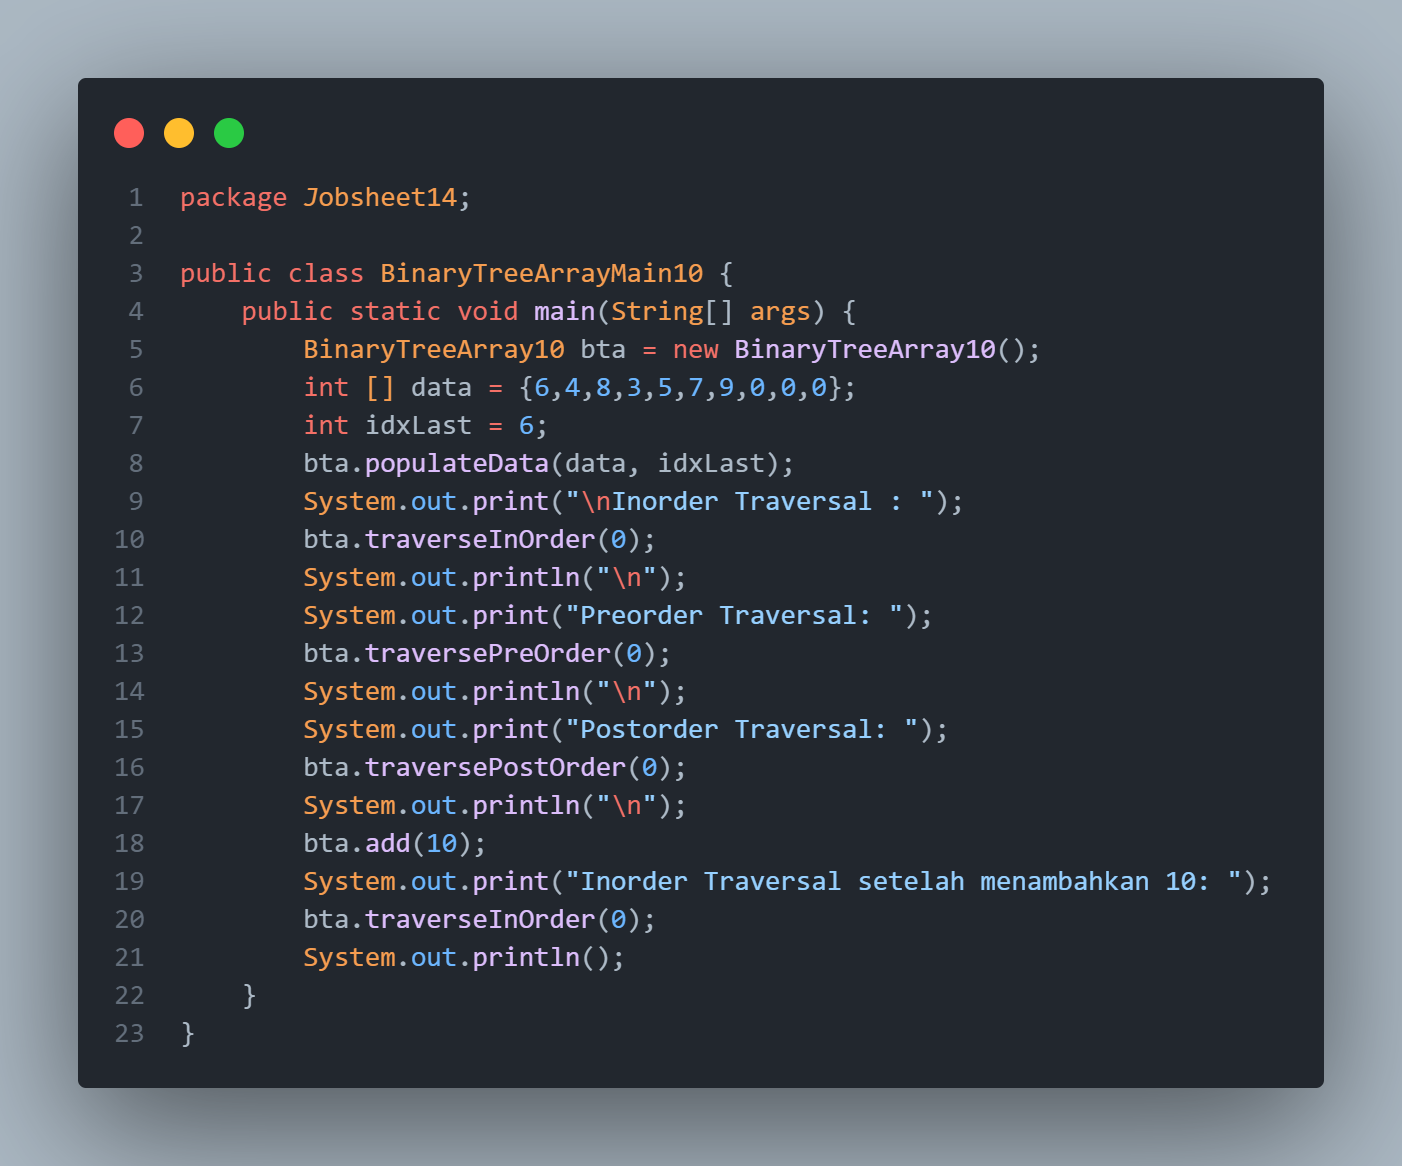 1 package Jobsheet14;
2
3 public class BinaryTreeArrayMain10 {
4     public static void main(String[] args) {
5         BinaryTreeArray10 bta = new BinaryTreeArray10();
6         int [] data = {6,4,8,3,5,7,9,0,0,0};
7         int idxLast = 6;
8         bta.populateData(data, idxLast);
9         System.out.print("\nInorder Traversal : ");
10         bta.traverseInOrder(0);
11         System.out.println("\n");
12         System.out.print("Preorder Traversal: ");
13         bta.traversePreOrder(0);
14         System.out.println("\n");
15         System.out.print("Postorder Traversal: ");
16         bta.traversePostOrder(0);
17         System.out.println("\n");
18         bta.add(10);
19         System.out.print("Inorder Traversal setelah menambahkan 10: ");
20         bta.traverseInOrder(0);
21         System.out.println();
22     }
23 }